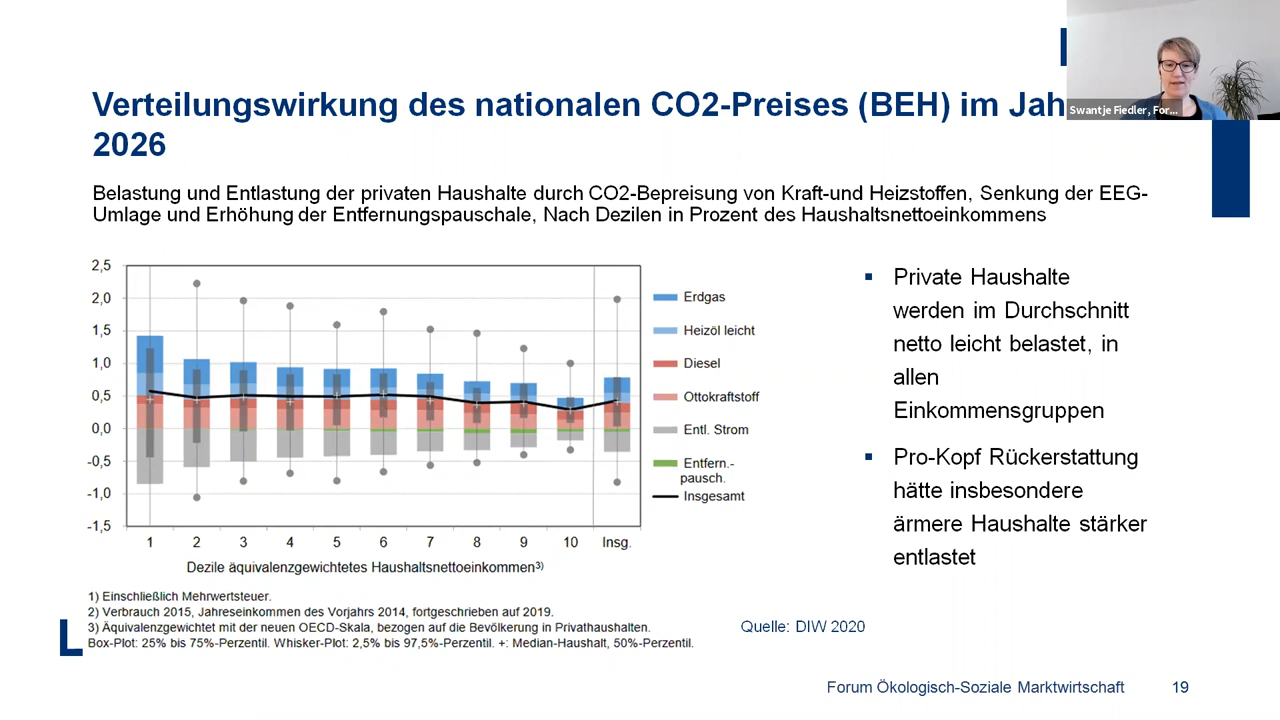 Verteilungswirkung des nationalen CO2-Preises (BEH) im Jah
2026
Swantje Fiedler, For...
Belastung und Entlastung der privaten Haushalte durch CO2-Bepreisung von Kraft-und Heizstoffen, Senkung der EEG-
Umlage und Erhöhung der Entfernungspauschale, Nach Dezilen in Prozent des Haushaltsnettoeinkommens
2,5
2,0
1,5
1,0
0,5
0,0
-0,5
-1,0
-1,5
1 2 3 4 5 6 7 8 9 10 Insg.
Dezile äquivalenzgewichtetes Haushaltsnettoeinkommen3)
Erdgas
Heizöl leicht
Diesel
Ottokraftstoff
Entl. Strom
Entfern.-
pausch.
Insgesamt
▪ Private Haushalte
werden im Durchschnitt
netto leicht belastet, in
allen
Einkommensgruppen
▪ Pro-Kopf Rückerstattung
hätte insbesondere
ärmere Haushalte stärker
entlastet
1) Einschließlich Mehrwertsteuer.
2) Verbrauch 2015, Jahreseinkommen des Vorjahrs 2014, fortgeschrieben auf 2019.
3) Äquivalenzgewichtet mit der neuen OECD-Skala, bezogen auf die Bevölkerung in Privathaushalten.
Box-Plot: 25% bis 75%-Perzentil. Whisker-Plot: 2,5% bis 97,5%-Perzentil. +: Median-Haushalt, 50%-Perzentil.
Quelle: DIW 2020
Forum Ökologisch-Soziale Marktwirtschaft 19